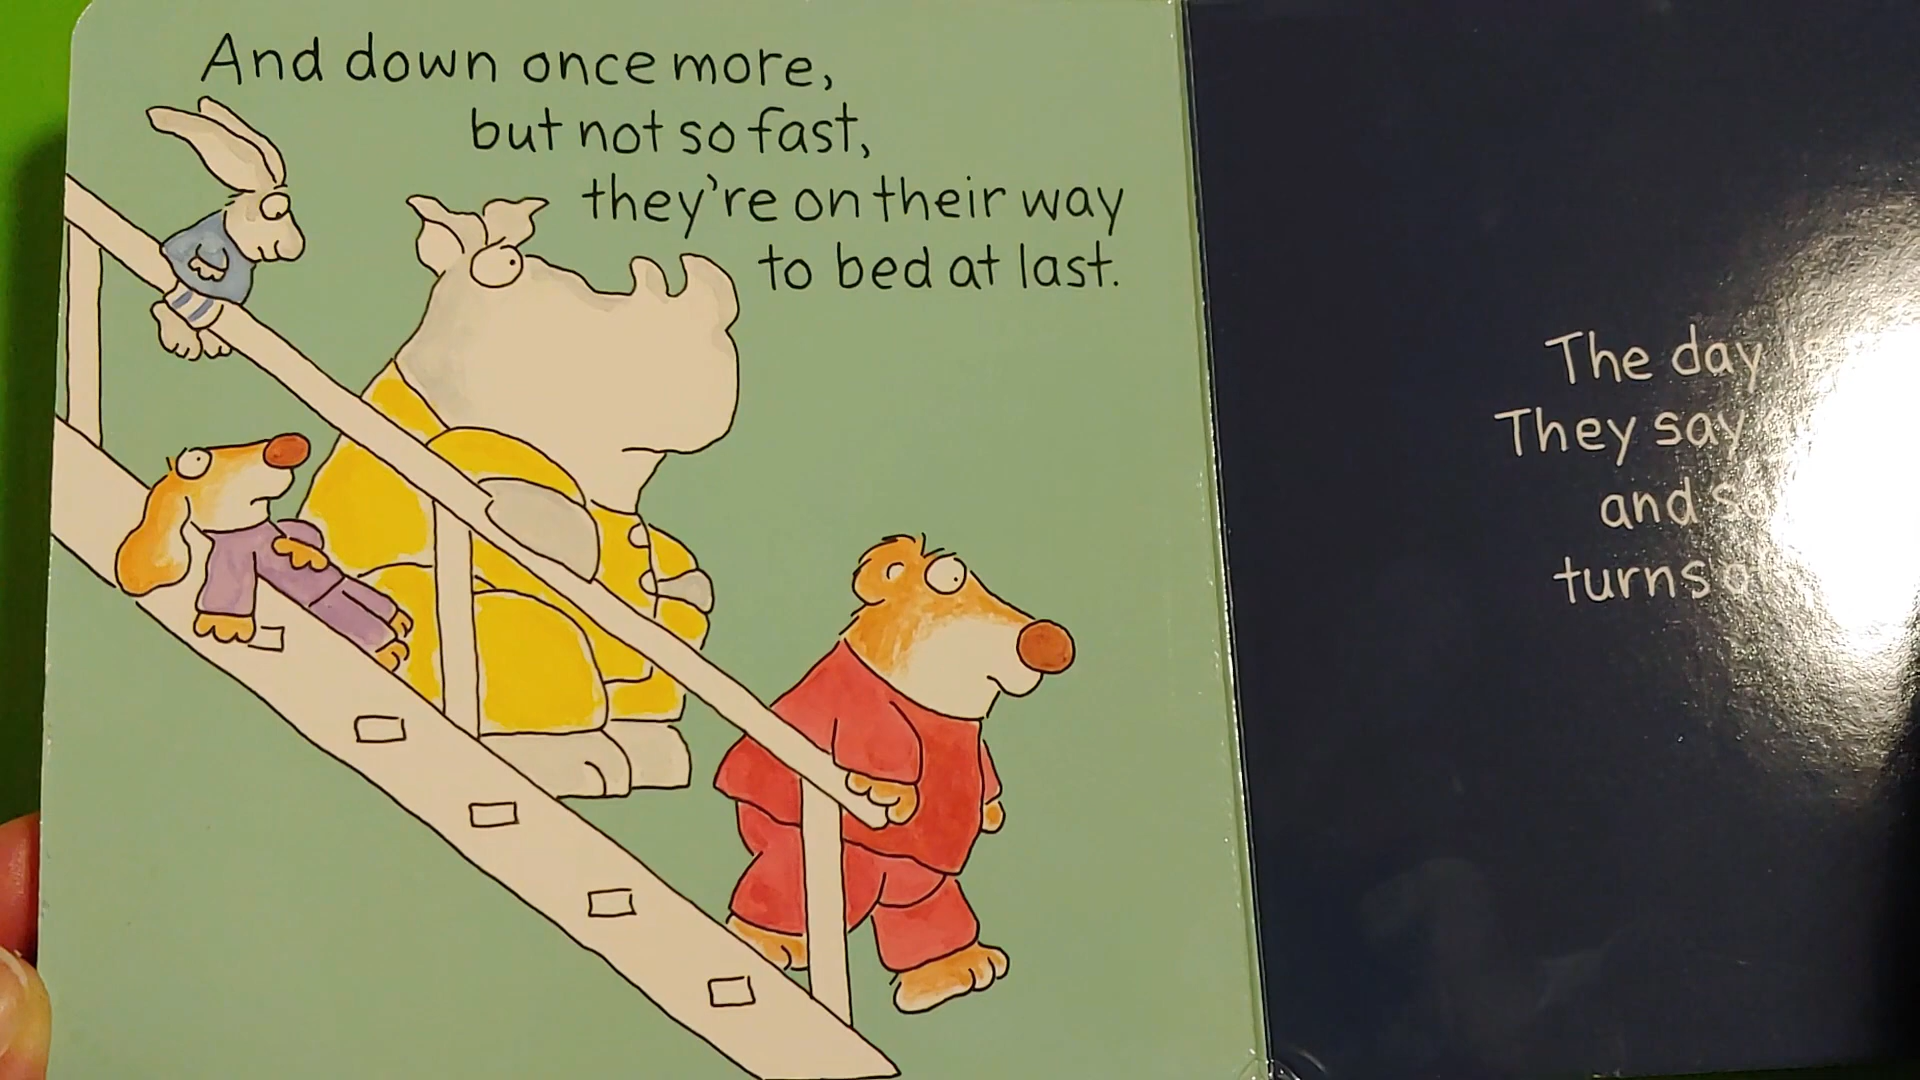 And down once more,
but not so fast,
they're on their way
to bed at last.
The day
They say
and
turns